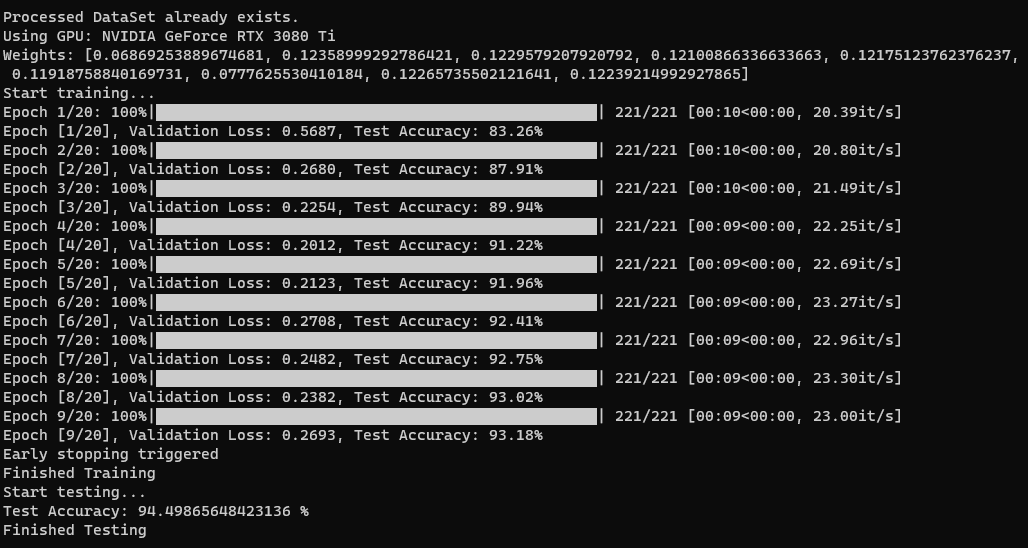 Processed DataSet already exists.
Using GPU: NVIDIA GeForce RTX 3080 Ti
Weights: [0.06869253889674681, 0.12358999292786421, 0.1229579207920792, 0.12100866336633663, 0.12175123762376237,
0.11918758840169731, 0.0777625530410184, 0.12265735502121641, 0.12239214992927865]
Start training...
Epoch 1/20: 100%|██████████| 221/221 [00:10<00:00, 20.39it/s]
Epoch [1/20], Validation Loss: 0.5687, Test Accuracy: 83.26%
Epoch 2/20: 100%|██████████| 221/221 [00:10<00:00, 20.80it/s]
Epoch [2/20], Validation Loss: 0.2680, Test Accuracy: 87.91%
Epoch 3/20: 100%|██████████| 221/221 [00:10<00:00, 21.49it/s]
Epoch [3/20], Validation Loss: 0.2254, Test Accuracy: 89.94%
Epoch 4/20: 100%|██████████| 221/221 [00:09<00:00, 22.25it/s]
Epoch [4/20], Validation Loss: 0.2012, Test Accuracy: 91.22%
Epoch 5/20: 100%|██████████| 221/221 [00:09<00:00, 22.69it/s]
Epoch [5/20], Validation Loss: 0.2123, Test Accuracy: 91.96%
Epoch 6/20: 100%|██████████| 221/221 [00:09<00:00, 23.27it/s]
Epoch [6/20], Validation Loss: 0.2708, Test Accuracy: 92.41%
Epoch 7/20: 100%|██████████| 221/221 [00:09<00:00, 22.96it/s]
Epoch [7/20], Validation Loss: 0.2482, Test Accuracy: 92.75%
Epoch 8/20: 100%|██████████| 221/221 [00:09<00:00, 23.30it/s]
Epoch [8/20], Validation Loss: 0.2382, Test Accuracy: 93.02%
Epoch 9/20: 100%|██████████| 221/221 [00:09<00:00, 23.00it/s]
Epoch [9/20], Validation Loss: 0.2693, Test Accuracy: 93.18%
Early stopping triggered
Finished Training
Start testing...
Test Accuracy: 94.49865648423136 %
Finished Testing